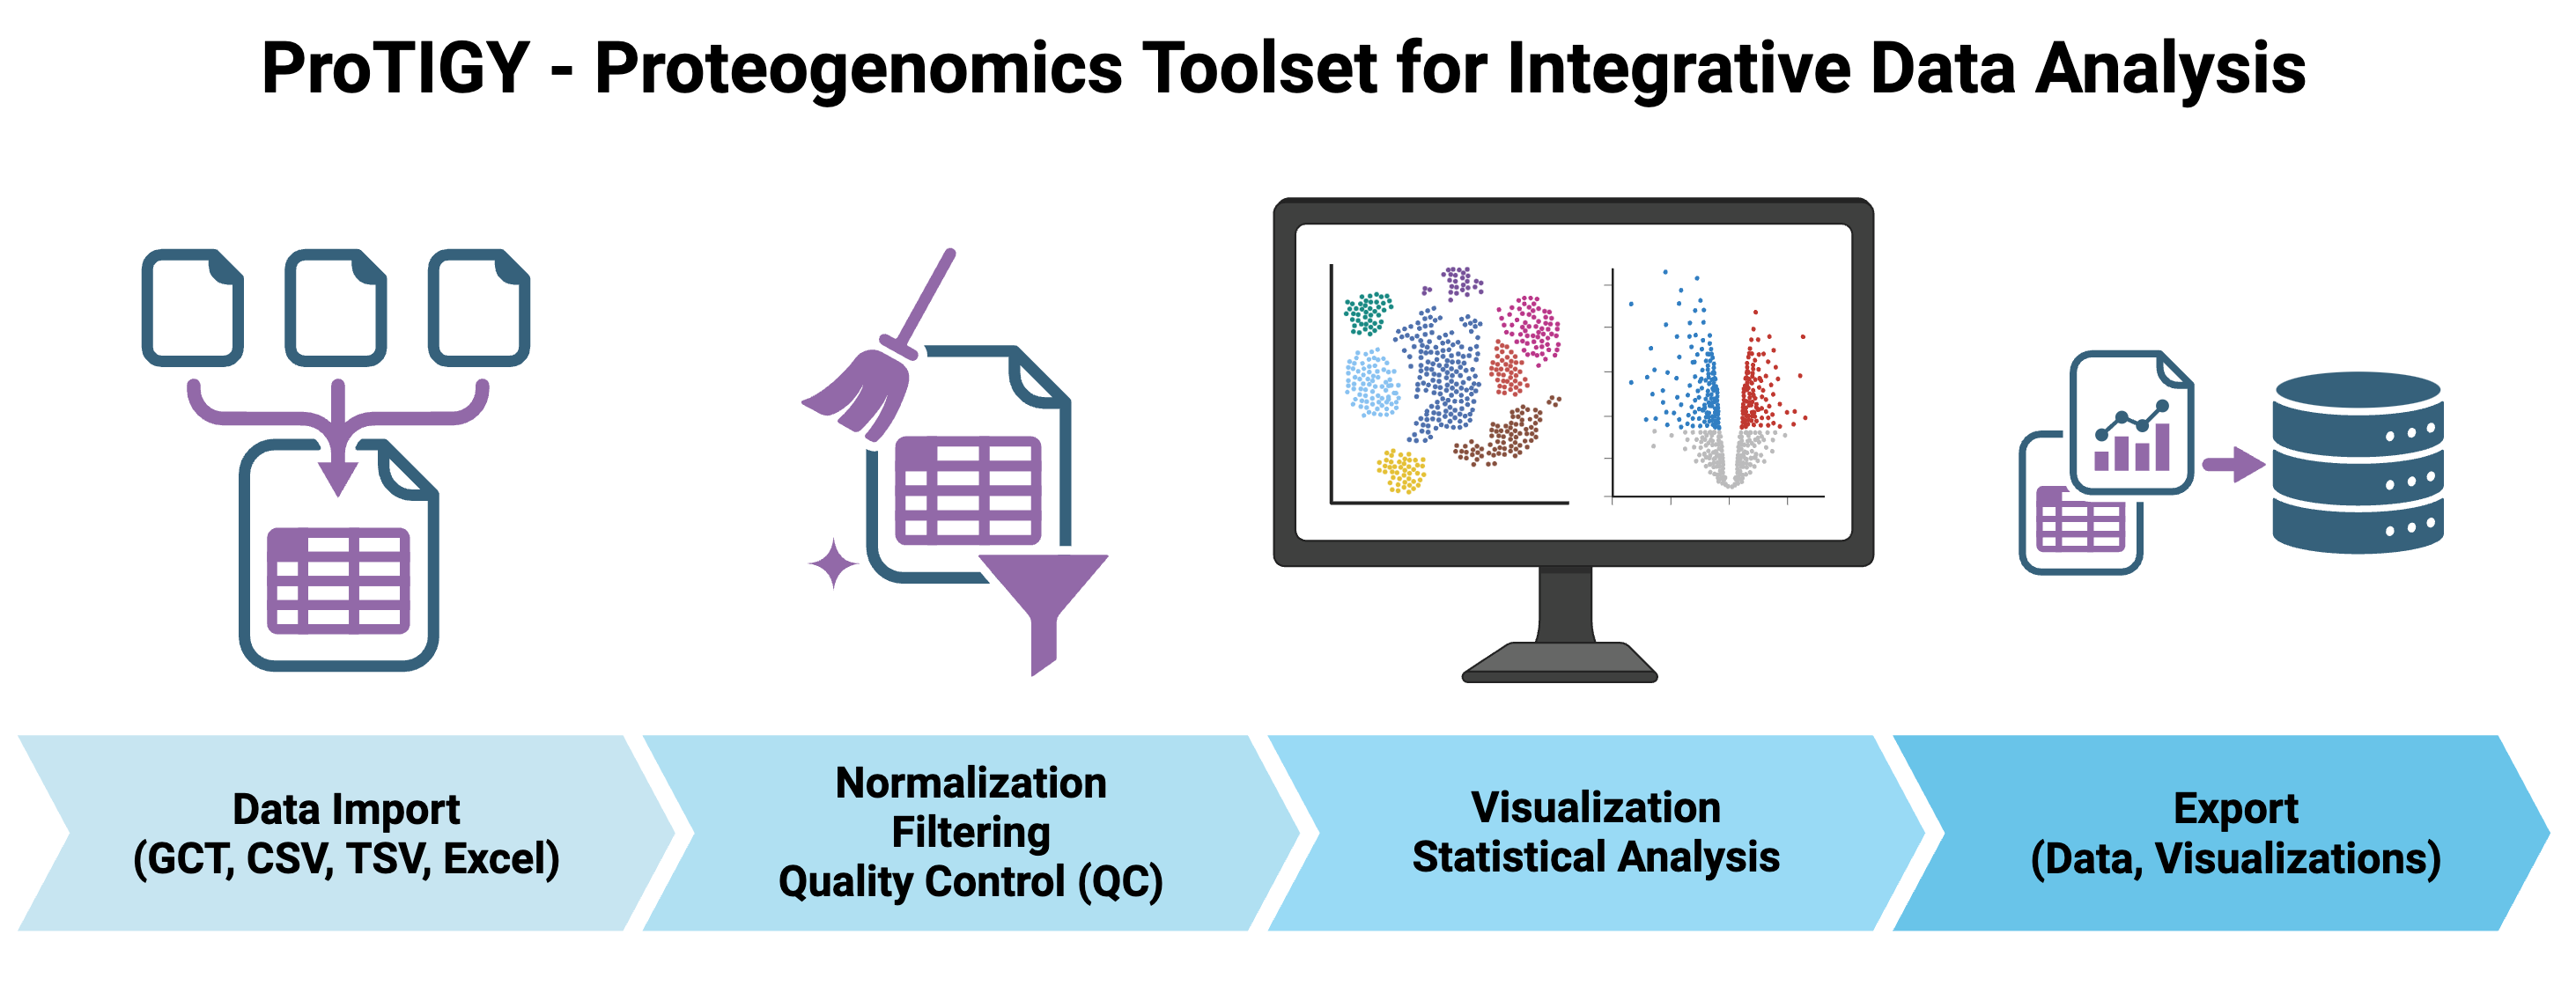 ProTIGY - Proteogenomics Toolset for Integrative Data Analysis
Data Import
(GCT, CSV, TSV, Excel)
Normalization
Filtering
Quality Control (QC)
Visualization
Statistical Analysis
Export
(Data, Visualizations)